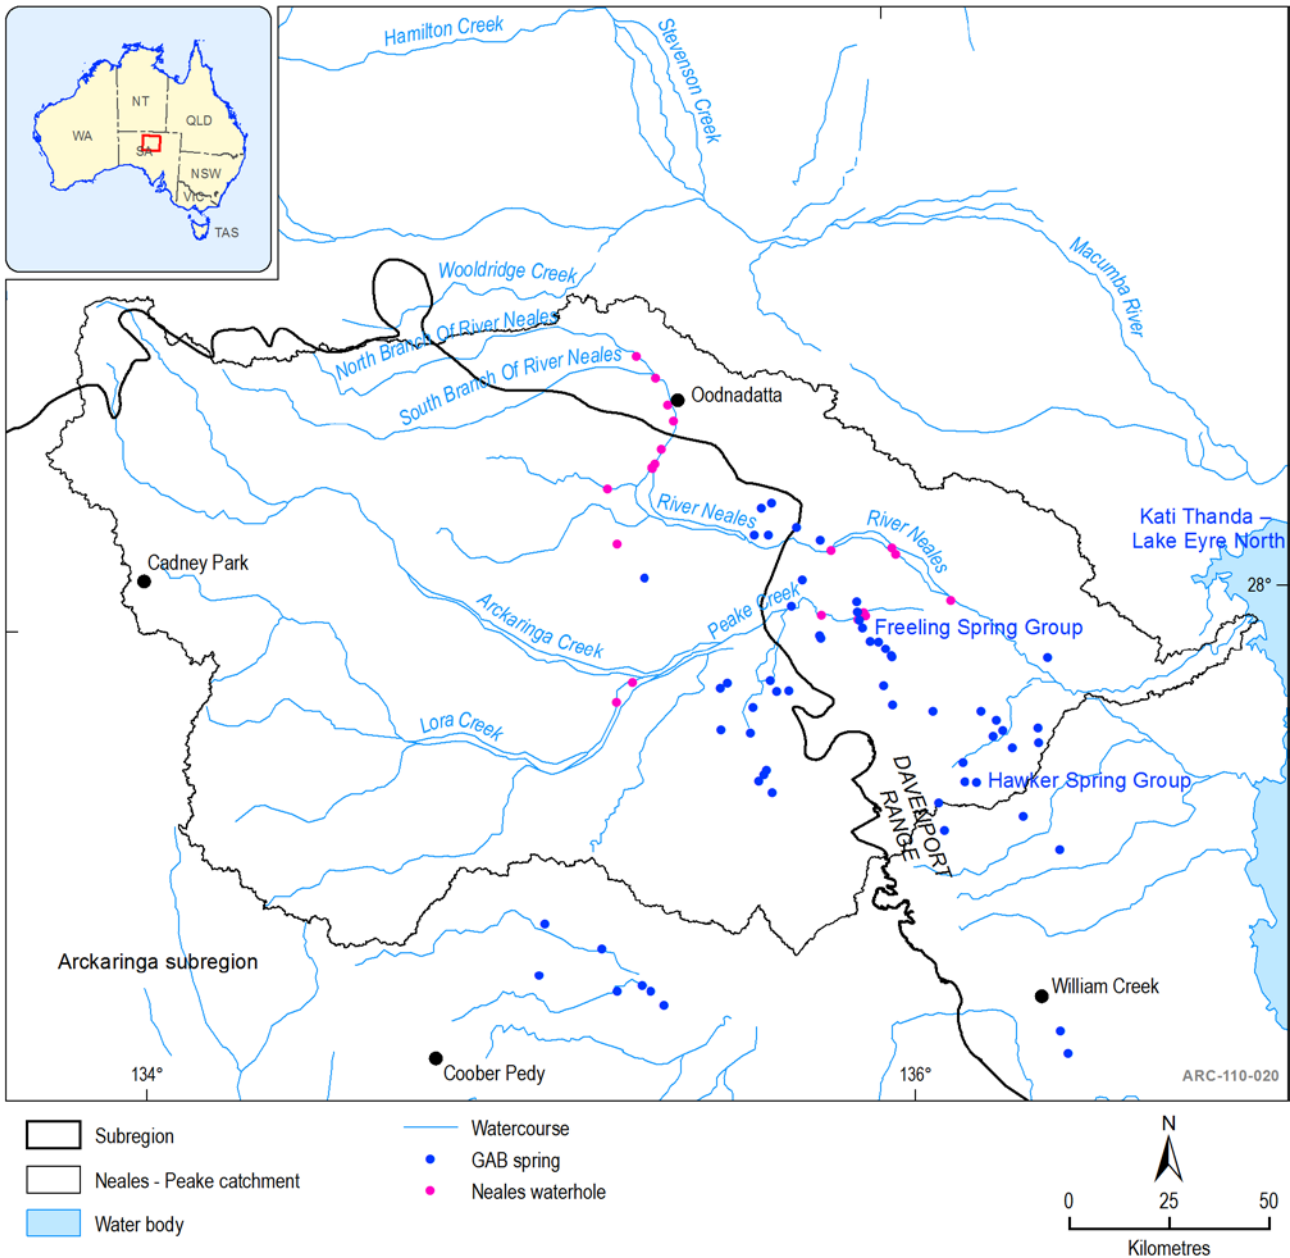 Hamilton Creek
Stevenson Creek
NT
WA
QLD
SA
NSW
VIC
TAS
Macumba River
Wooldridge Creek
North Branch Of River Neales
South Branch Of River Neales
Oodnadatta
River Neales
River Neales
Kati Thanda –
Lake Eyre North
Cadney Park
28°
Arckaringa Creek
Peake Creek
Freeling Spring Group
Lora Creek
DAVENPORT
RANGE
Hawker Spring Group
Arckaringa subregion
William Creek
Coober Pedy
134°
136°
ARC-110-020
Subregion
Neales - Peake catchment
Water body
Watercourse
GAB spring
Neales waterhole
N
0 25 50
Kilometres